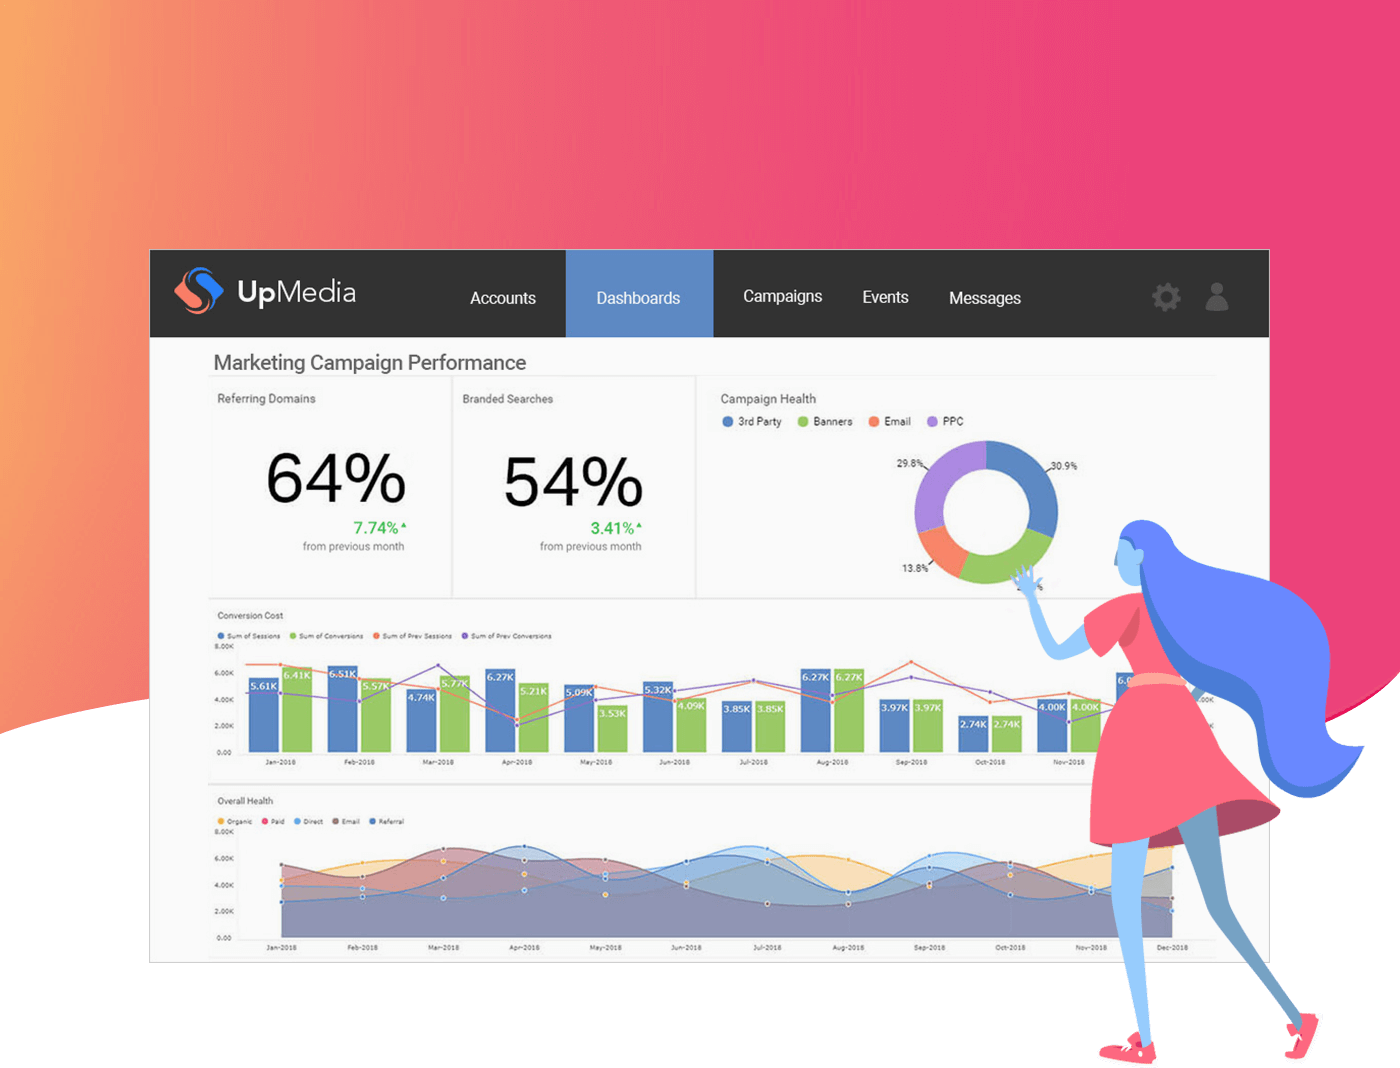 UpMedia
Accounts
Dashboards
Campaigns
Events
Messages
Marketing Campaign Performance
Referring Domains
64%
7.74%
from previous month
Branded Searches
54%
3.41%
from previous month
Campaign Health
3rd Party Banners Email PPC
29.8%
30.9%
13.8%
Conversion Cost
Sum of Sessions Sum of Conversions Sum of Prev Sessions Sum of Prev Conversions
8.00K
6.00K
4.00K
2.00K
0.00
5.61K 6.41K 6.51K 5.57K 4.74K 5.77K 6.27K 5.21K 5.09K 3.53K 5.32K 4.09K 3.85K 3.85K 6.27K 6.27K 3.97K 3.97K 2.74K 2.74K 4.00K 4.00K
Jan-2018 Feb-2018 Mar-2018 Apr-2018 May-2018 Jun-2018 Jul-2018 Aug-2018 Sep-2018 Oct-2018 Nov-2018
Overall Health
Organic Paid Direct Email Referral
8.00K
6.00K
4.00K
2.00K
0.00
Jan-2018 Feb-2018 Mar-2018 Apr-2018 May-2018 Jun-2018 Jul-2018 Aug-2018 Sep-2018 Oct-2018 Nov-2018 Dec-2018